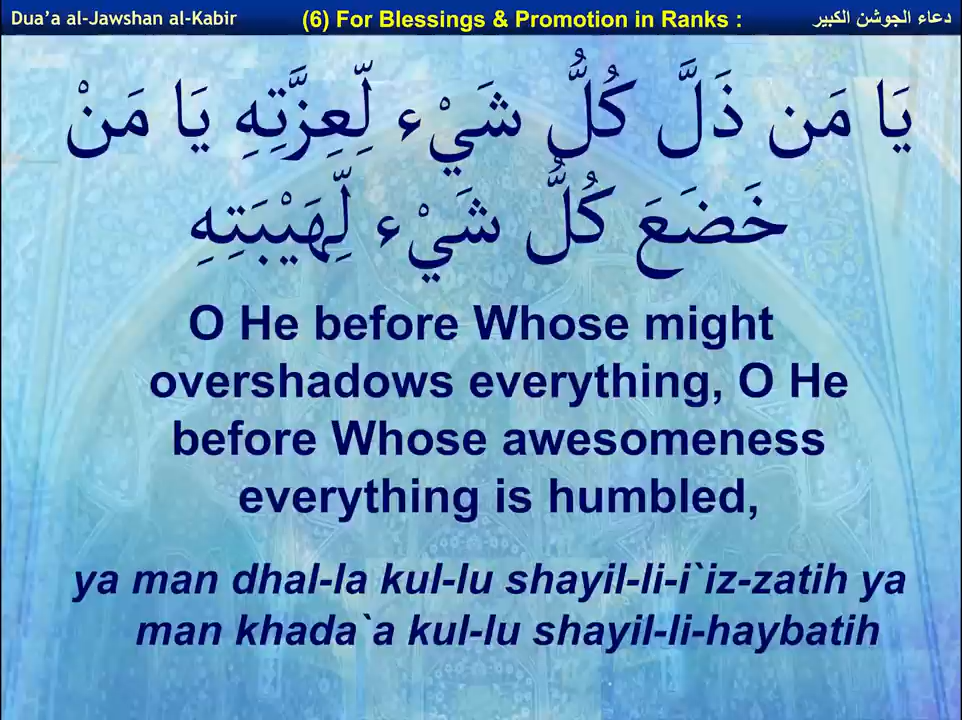 Dua'a al-Jawshan al-Kabir (6) For Blessings & Promotion in Ranks : دعاء الجوشن الكبير
يَا مَن ذَلَّ كُلُّ شَيْء لِّعِزَّتِهِ يَا مَنْ
خَضَعَ كُلُّ شَيْء لِّهَيْبَتِهِ
O He before Whose might
overshadows everything, O He
before Whose awesomeness
everything is humbled,
ya man dhal-la kul-lu shayil-li-i`iz-zatih ya
man khada`a kul-lu shayil-li-haybatih